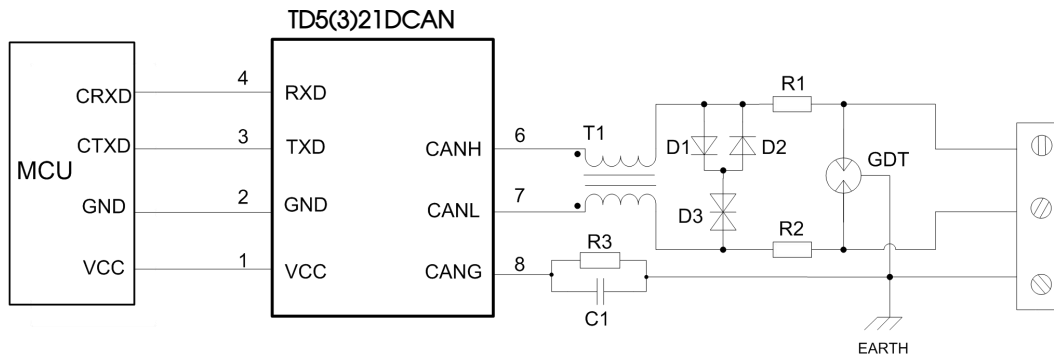 TD5(3)21DCAN
MCU
CRXD
4
RXD
CTXD
3
TXD
GND
2
GND
VCC
1
VCC
CANH
6
CANL
7
CANG
8
T1
D1
D2
D3
R1
R2
GDT
R3
C1
EARTH